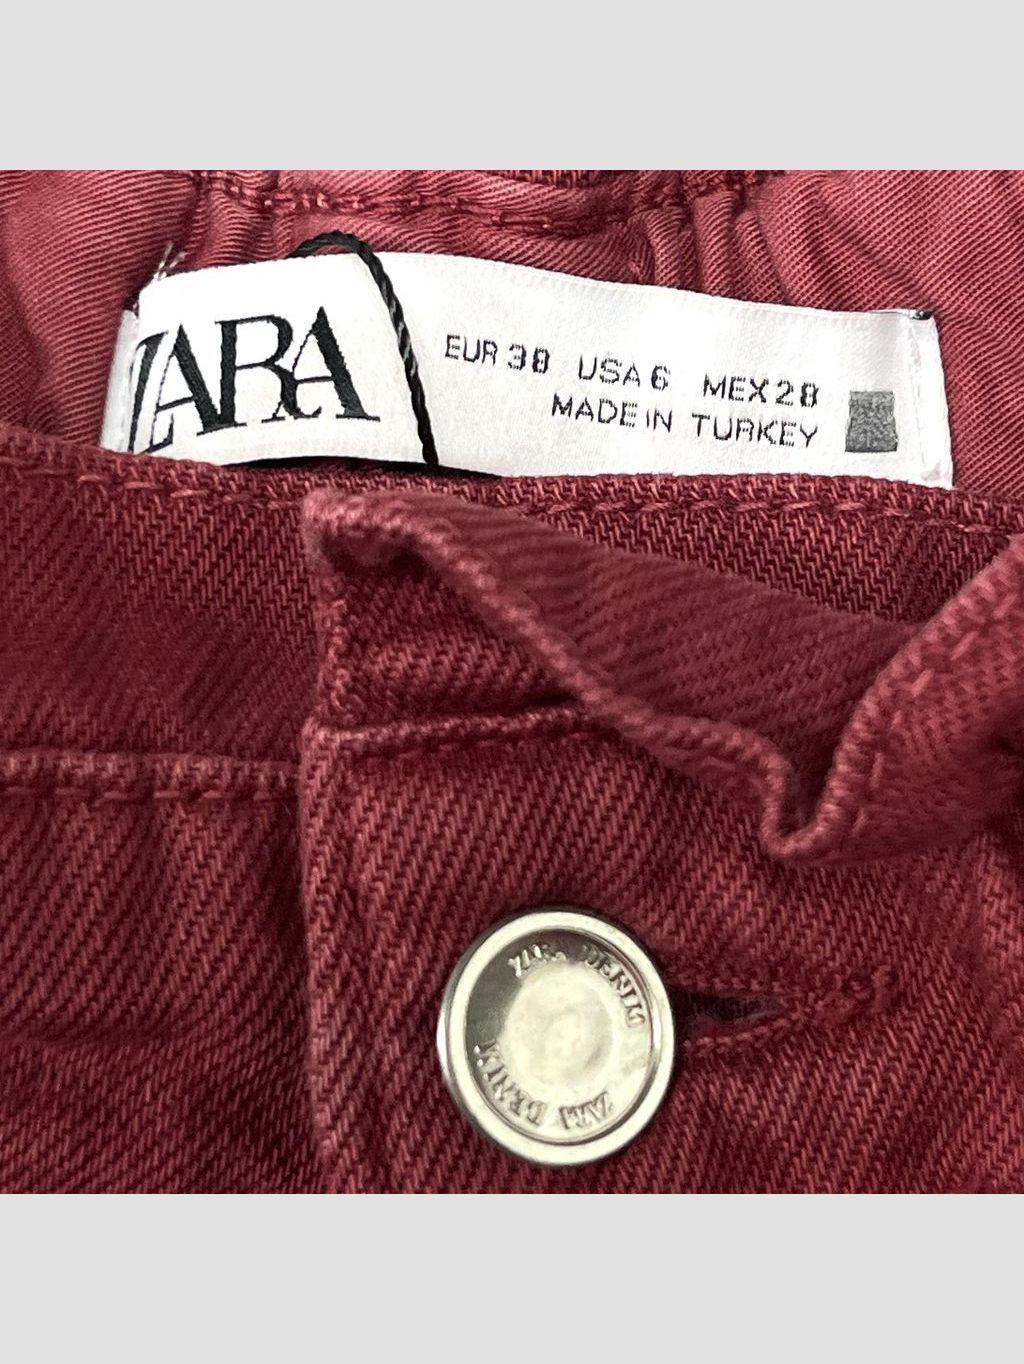 ZARA
EUR 38 USA 6 MEX 28
MADE IN TURKEY
ZARA DENIM
ZARA DENIM